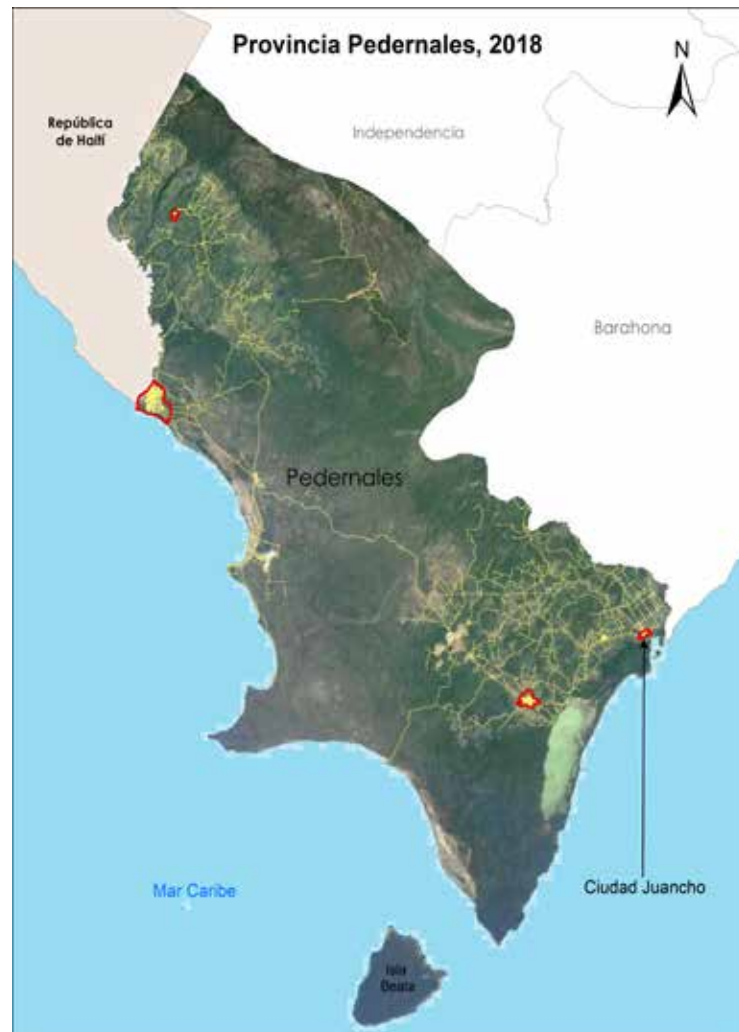 Provincia Pedernales, 2018
N
República
de Haití
Independencia
Barahona
Pedernales
Ciudad Juancho
Mar Caribe
Isla
Beata